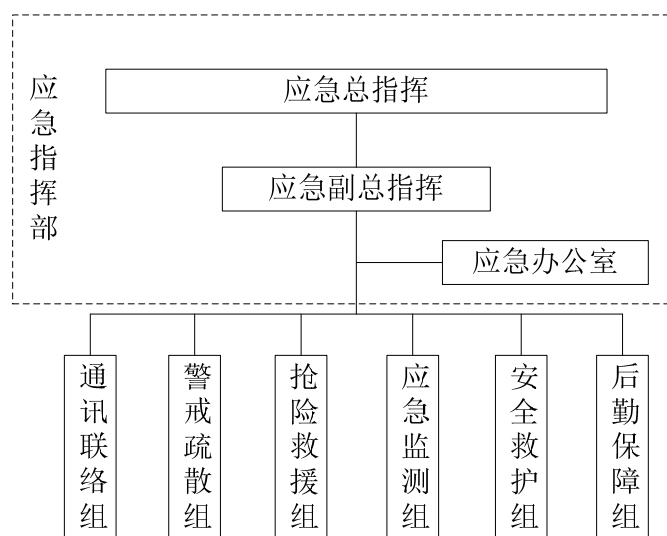 应急指挥部
应急总指挥
应急副总指挥
应急办公室
通讯联络组
警戒疏散组
抢险救援组
应急监测组
安全救护组
后勤保障组